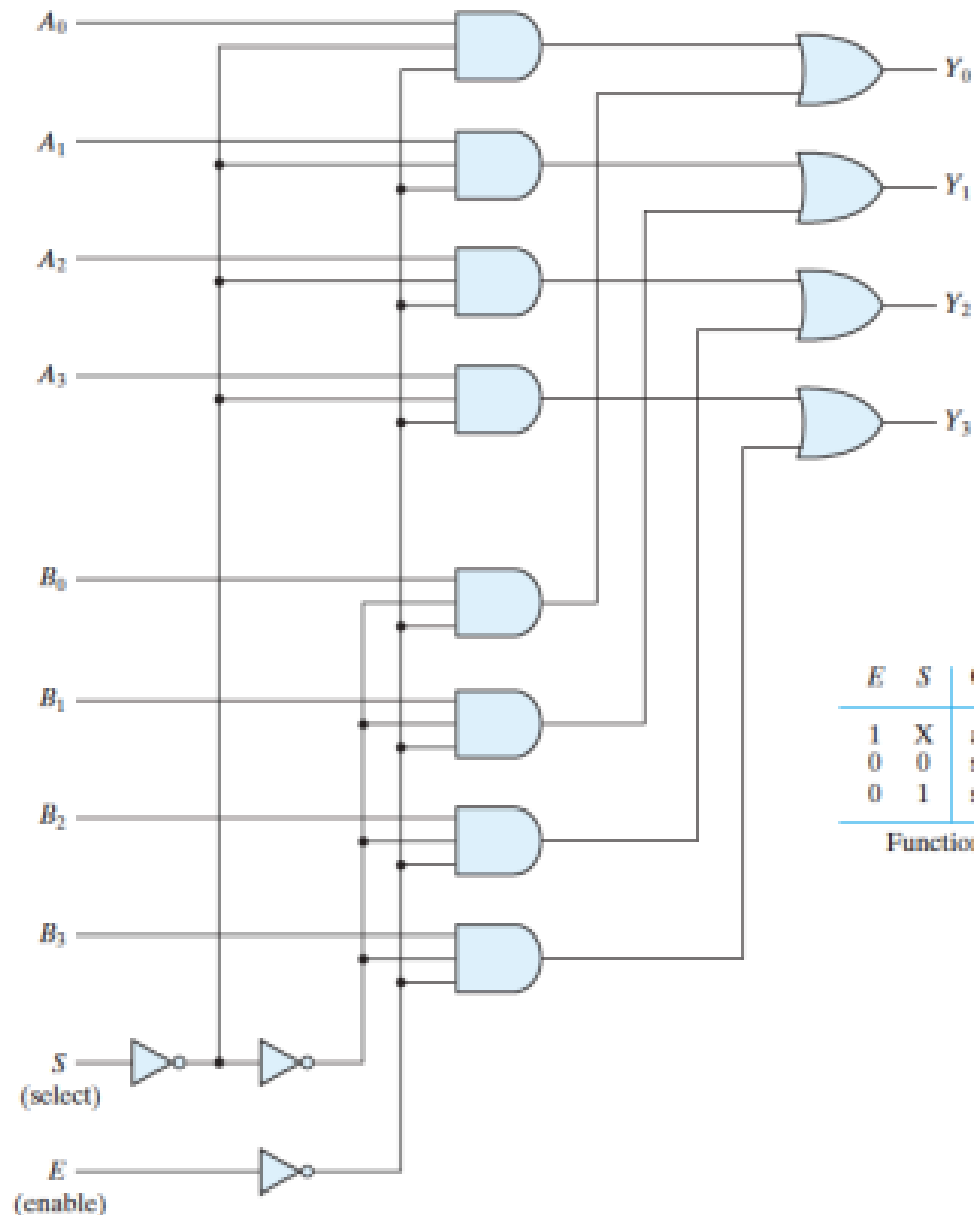 A₀
Y₀
A₁
Y₁
A₂
Y₂
A₃
Y₃
B₀
B₁
E S
1 X
0 0
0 1
B₂
B₃
S
(select)
E
(enable)